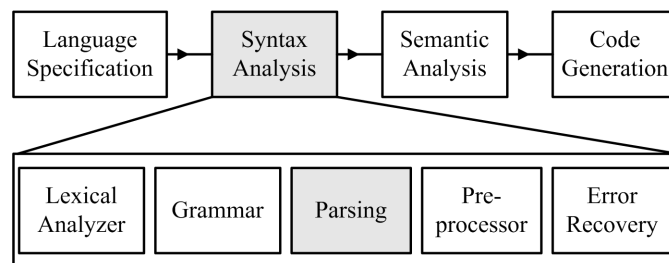 Language
Specification
Syntax
Analysis
Semantic
Analysis
Code
Generation
Lexical
Analyzer
Grammar
Parsing
Pre-
processor
Error
Recovery